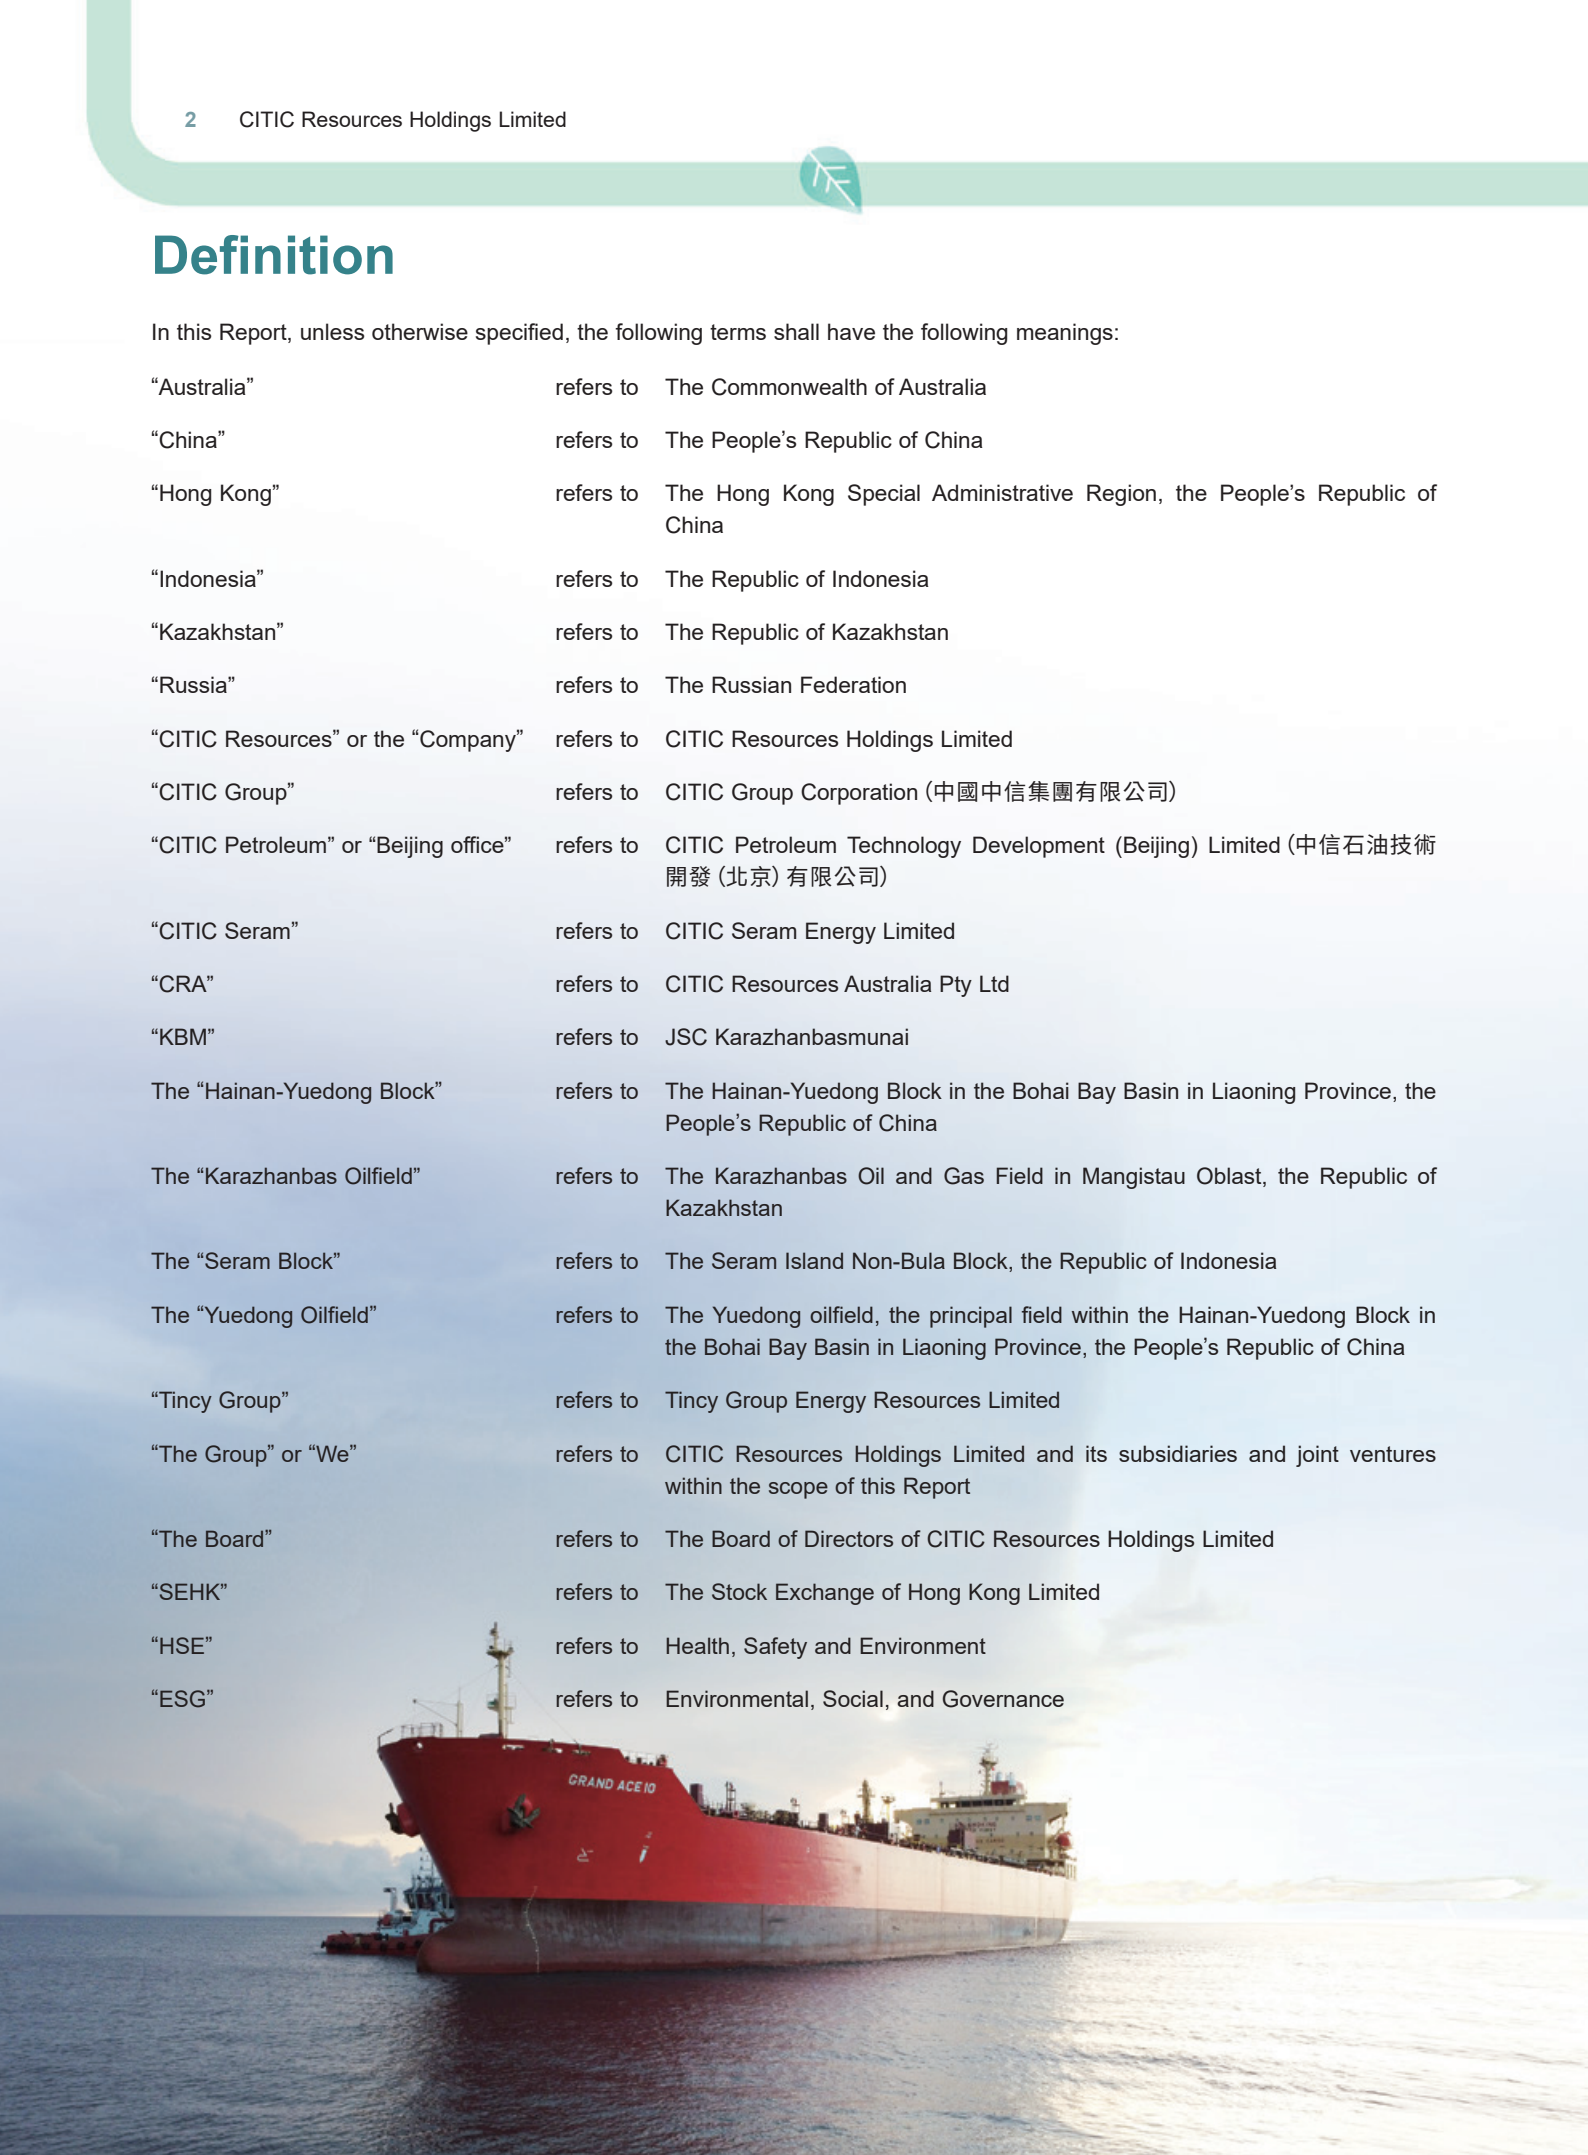 2 CITIC Resources Holdings Limited
Definition
In this Report, unless otherwise specified, the following terms shall have the following meanings:
“Australia” refers to The Commonwealth of Australia
“China” refers to The People’s Republic of China
“Hong Kong” refers to The Hong Kong Special Administrative Region, the People’s Republic of
China
“Indonesia” refers to The Republic of Indonesia
“Kazakhstan” refers to The Republic of Kazakhstan
“Russia” refers to The Russian Federation
“CITIC Resources” or the “Company” refers to CITIC Resources Holdings Limited
“CITIC Group” refers to CITIC Group Corporation（中國中信集團有限公司）
“CITIC Petroleum” or “Beijing office” refers to CITIC Petroleum Technology Development (Beijing) Limited（中信石油技術
開發（北京）有限公司）
“CITIC Seram” refers to CITIC Seram Energy Limited
“CRA” refers to CITIC Resources Australia Pty Ltd
“KBM” refers to JSC Karazhanbasmunai
The “Hainan-Yuedong Block” refers to The Hainan-Yuedong Block in the Bohai Bay Basin in Liaoning Province, the
People’s Republic of China
The “Karazhanbas Oilfield” refers to The Karazhanbas Oil and Gas Field in Mangistau Oblast, the Republic of
Kazakhstan
The “Seram Block” refers to The Seram Island Non-Bula Block, the Republic of Indonesia
The “Yuedong Oilfield” refers to The Yuedong oilfield, the principal field within the Hainan-Yuedong Block in
the Bohai Bay Basin in Liaoning Province, the People’s Republic of China
“Tincy Group” refers to Tincy Group Energy Resources Limited
“The Group” or “We” refers to CITIC Resources Holdings Limited and its subsidiaries and joint ventures
within the scope of this Report
“The Board” refers to The Board of Directors of CITIC Resources Holdings Limited
“SEHK” refers to The Stock Exchange of Hong Kong Limited
“HSE” refers to Health, Safety and Environment
“ESG” refers to Environmental, Social, and Governance
GRAND ACE10